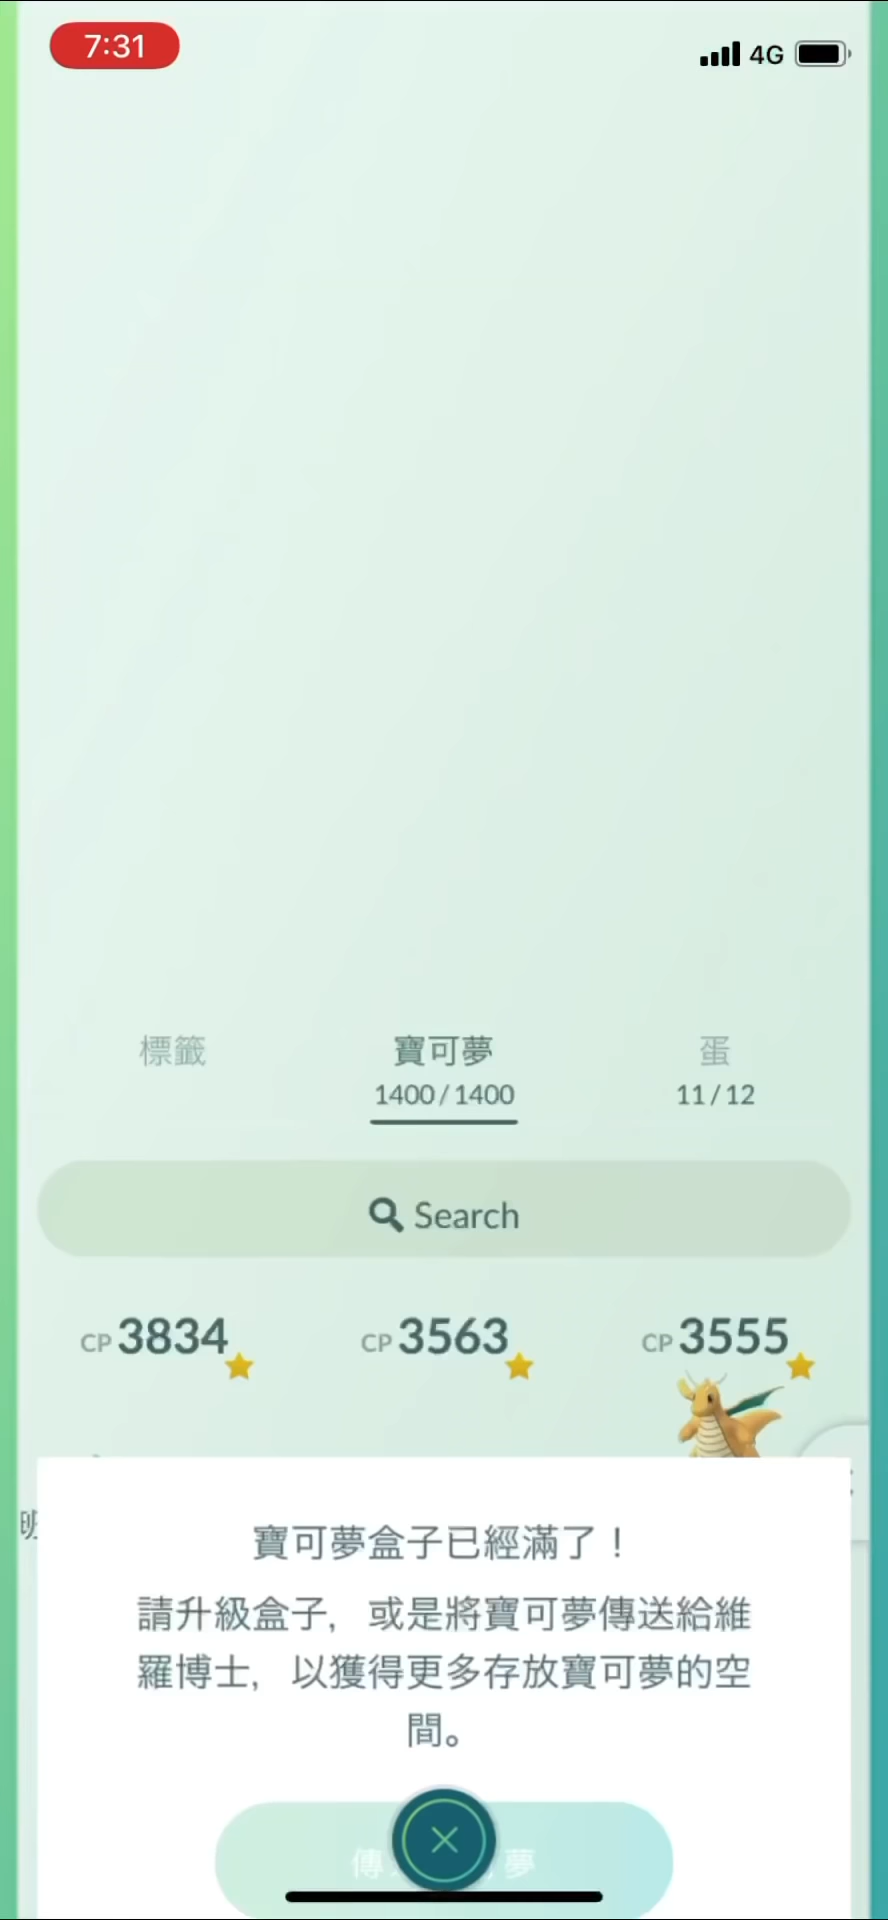 7:31
4G
標籤
寶可夢
蛋
1400/1400
11/12
Search
CP3834
CP3563
CP3555
寶可夢盒子已經滿了！
請升級盒子，或是將寶可夢傳送給維
羅博士，以獲得更多存放寶可夢的空
間。
傳
夢